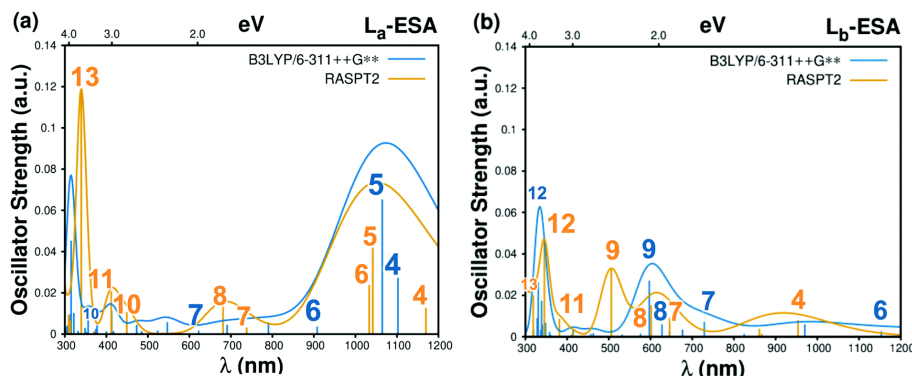 (a) eV La-ESA
4.0 3.0 2.0
B3LYP/6-311++G**
RASPT2
Oscillator Strength (a.u.)
0.14
0.12
0.1
0.08
0.06
0.04
0.02
0
13
11
10
10
7
8
7
6
5
5
6
4
4
300 400 500 600 700 800 900 1000 1100 1200
λ (nm)
(b) eV Lb-ESA
4.0 3.0 2.0
B3LYP/6-311++G**
RASPT2
Oscillator Strength (a.u.)
0.14
0.12
0.1
0.08
0.06
0.04
0.02
0
12
12
13
11
9
9
8
8
7
7
4
6
300 400 500 600 700 800 900 1000 1100 1200
λ (nm)